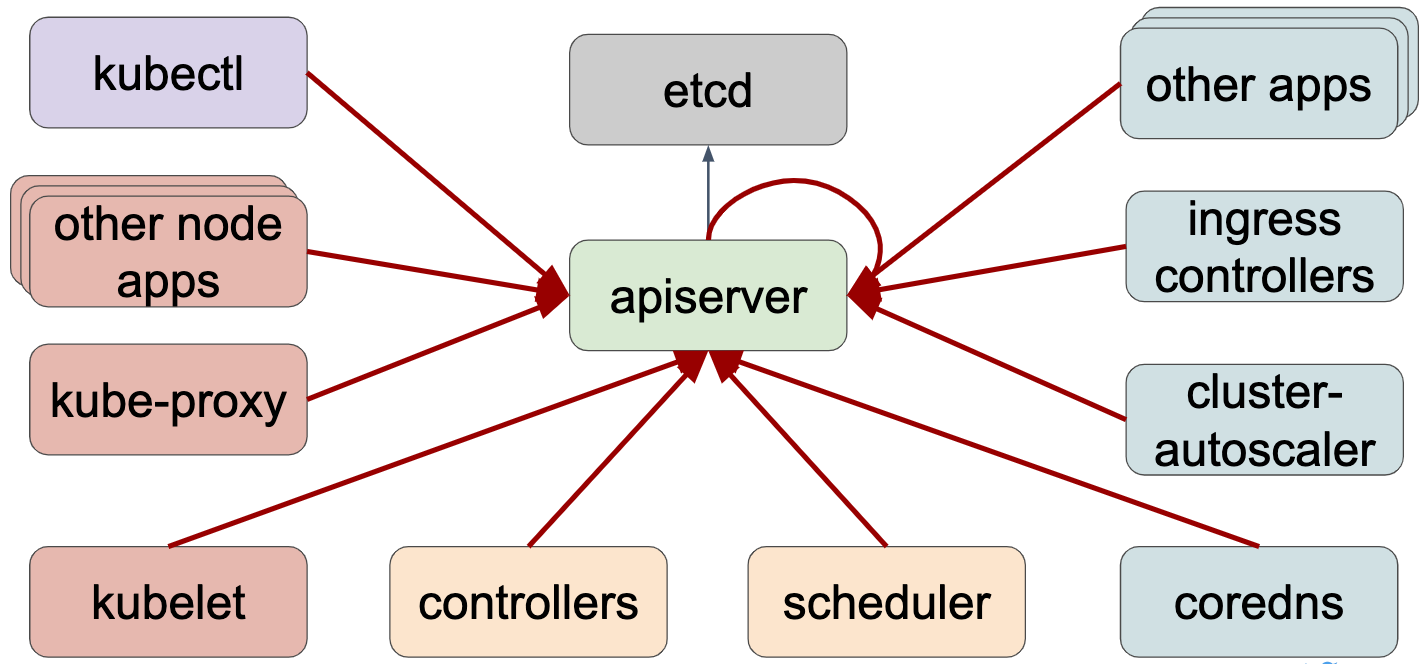 kubectl
etcd
other apps
other node
apps
ingress
controllers
apiserver
kube-proxy
cluster-
autoscaler
kubelet
controllers
scheduler
coredns